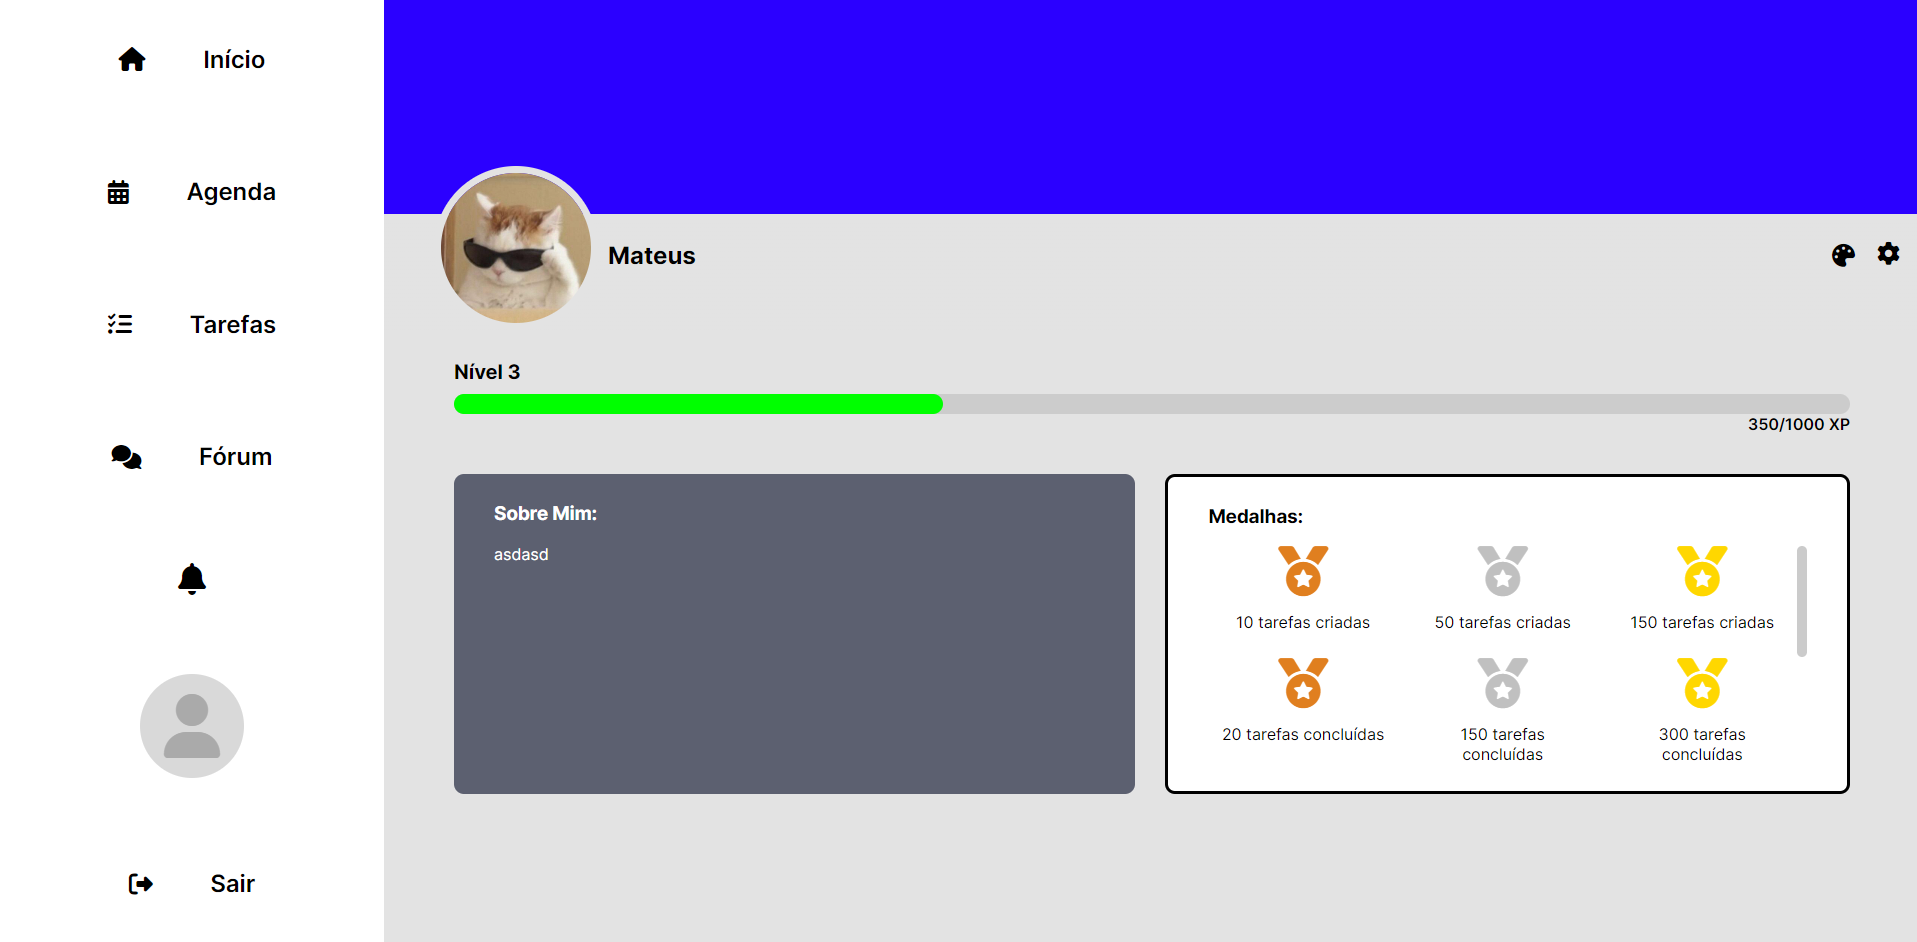 Início
Agenda
Tarefas
Fórum
Sair
Mateus
Nível 3
350/1000 XP
Sobre Mim:
asdasd
Medalhas:
10 tarefas criadas
50 tarefas criadas
150 tarefas criadas
20 tarefas concluídas
150 tarefas
concluídas
300 tarefas
concluídas